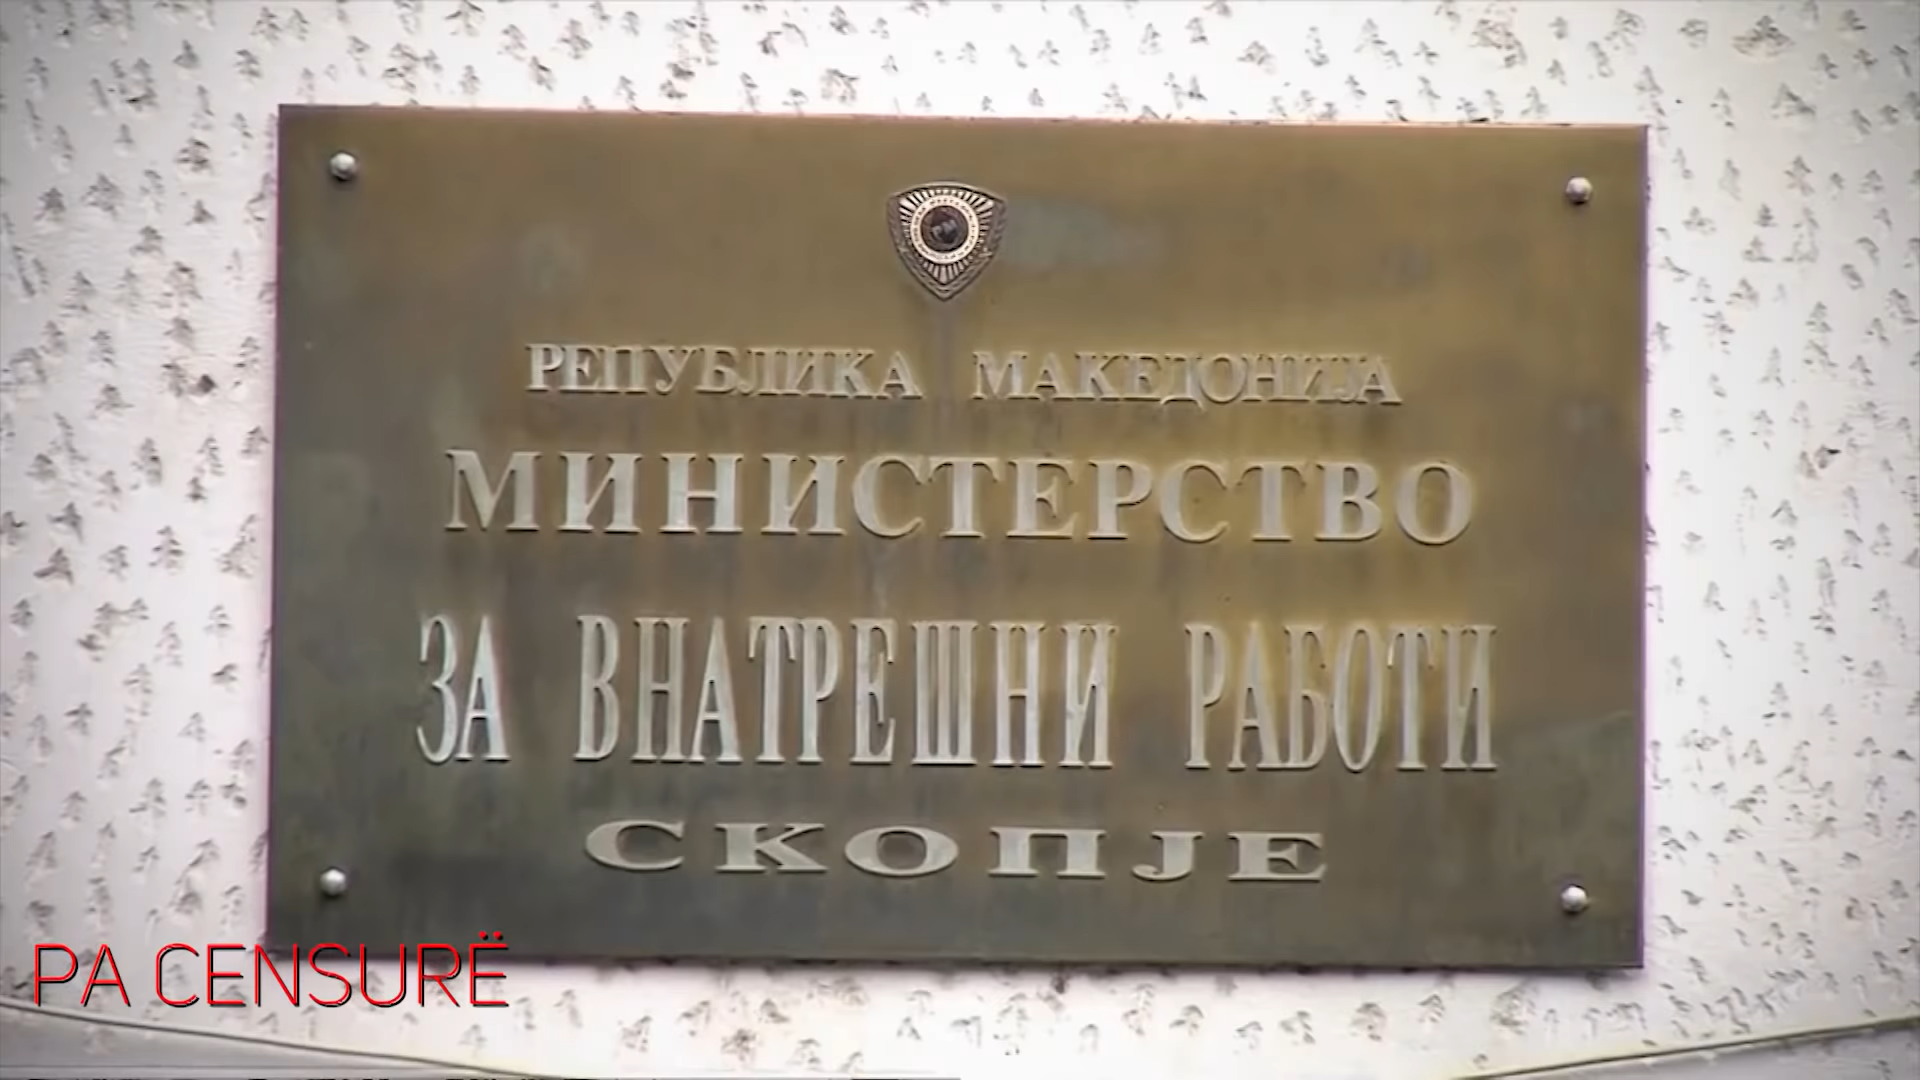 РЕПУБЛИКА МАКЕДОНИЈА
МИНИСТЕРСТВО
ЗА ВНАТРЕШНИ РАБОТИ
СКОПЈЕ
PA CENSURË